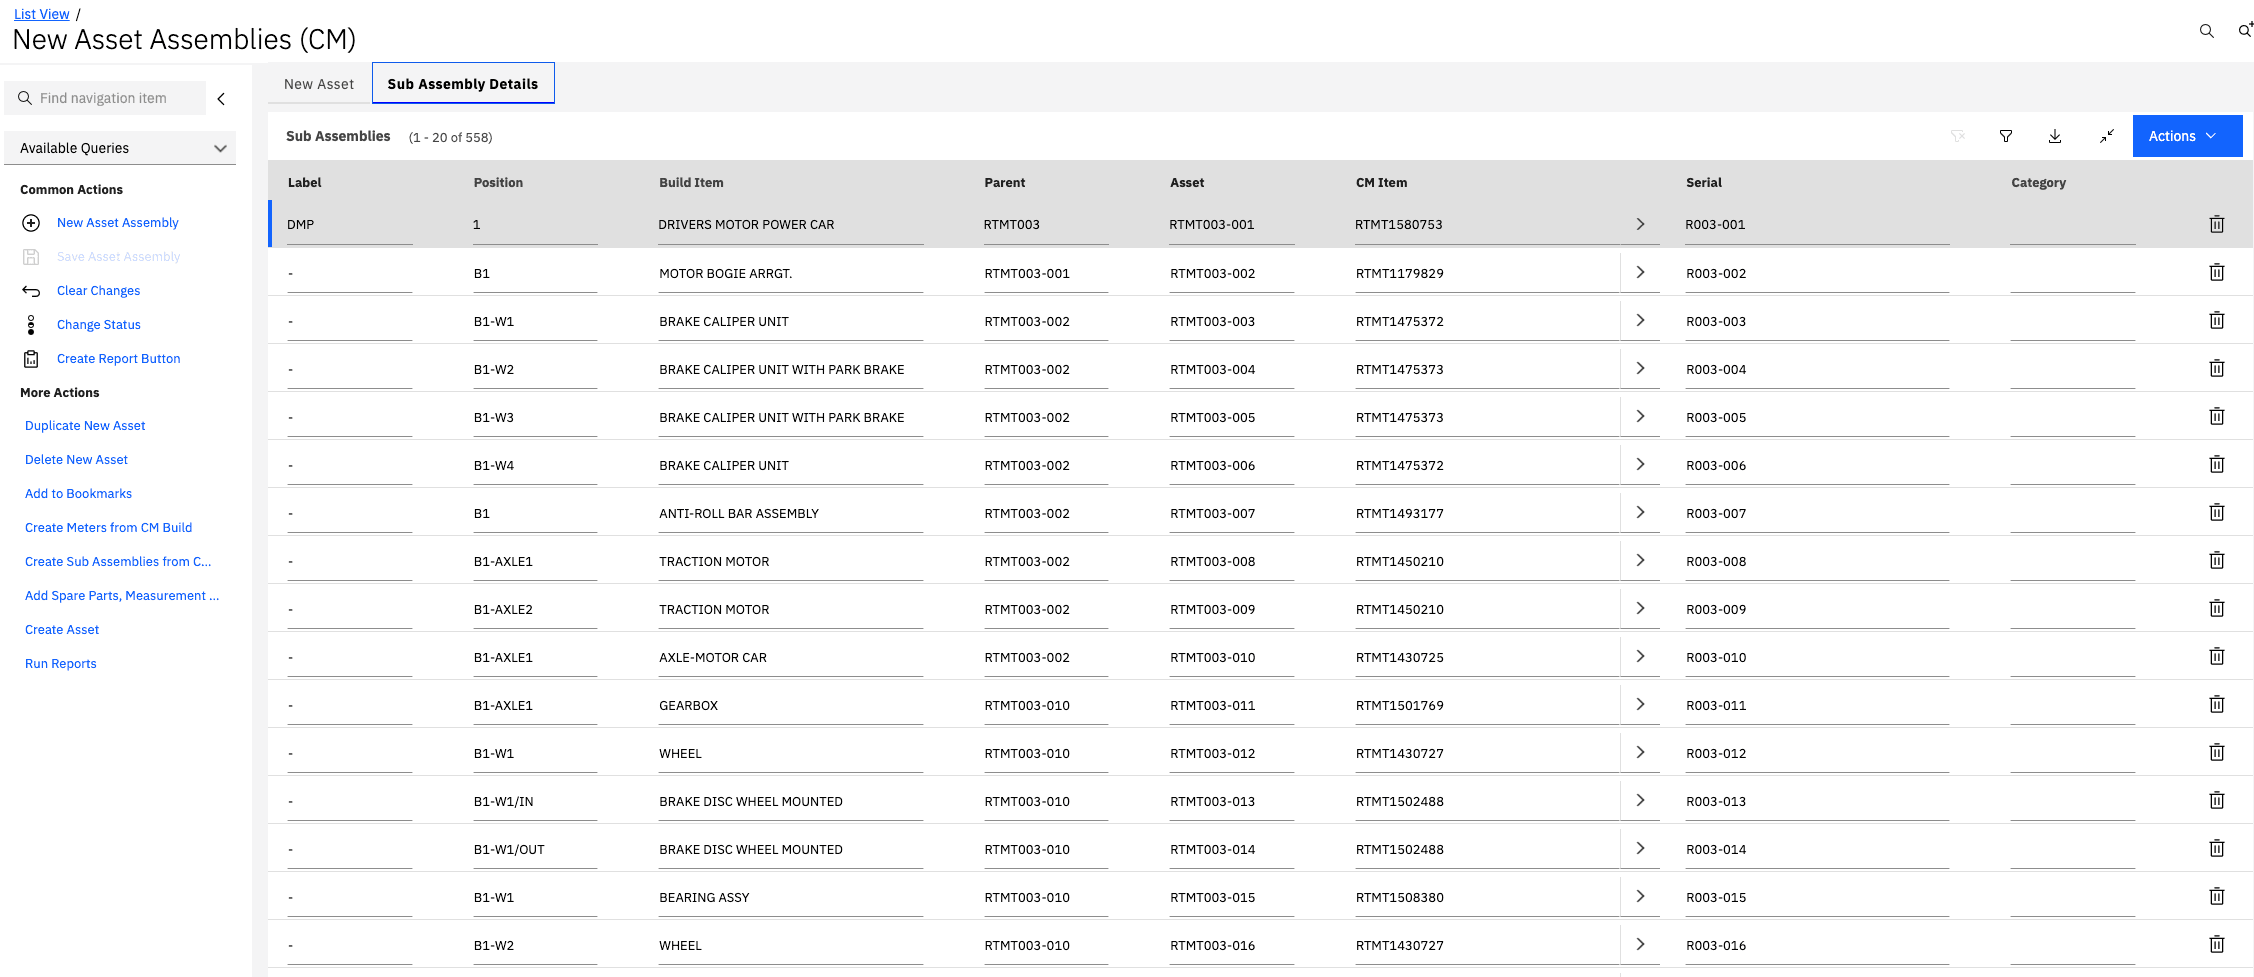 List View /
New Asset Assemblies (CM)
Find navigation item
Available Queries
Common Actions
New Asset Assembly
Save Asset Assembly
Clear Changes
Change Status
Create Report Button
More Actions
Duplicate New Asset
Delete New Asset
Add to Bookmarks
Create Meters from CM Build
Create Sub Assemblies from C...
Add Spare Parts, Measurement ...
Create Asset
Run Reports
New Asset Sub Assembly Details
Sub Assemblies (1 - 20 of 558) Actions
Label Position Build Item Parent Asset CM Item Serial Category
DMP 1 DRIVERS MOTOR POWER CAR RTMT003 RTMT003-001 RTMT1580753 R003-001
- B1 MOTOR BOGIE ARRGT. RTMT003-001 RTMT003-002 RTMT1179829 R003-002
- B1-W1 BRAKE CALIPER UNIT RTMT003-002 RTMT003-003 RTMT1475372 R003-003
- B1-W2 BRAKE CALIPER UNIT WITH PARK BRAKE RTMT003-002 RTMT003-004 RTMT1475373 R003-004
- B1-W3 BRAKE CALIPER UNIT WITH PARK BRAKE RTMT003-002 RTMT003-005 RTMT1475373 R003-005
- B1-W4 BRAKE CALIPER UNIT RTMT003-002 RTMT003-006 RTMT1475372 R003-006
- B1 ANTI-ROLL BAR ASSEMBLY RTMT003-002 RTMT003-007 RTMT1493177 R003-007
- B1-AXLE1 TRACTION MOTOR RTMT003-002 RTMT003-008 RTMT1450210 R003-008
- B1-AXLE2 TRACTION MOTOR RTMT003-002 RTMT003-009 RTMT1450210 R003-009
- B1-AXLE1 AXLE-MOTOR CAR RTMT003-002 RTMT003-010 RTMT1430725 R003-010
- B1-AXLE1 GEARBOX RTMT003-010 RTMT003-011 RTMT1501769 R003-011
- B1-W1 WHEEL RTMT003-010 RTMT003-012 RTMT1430727 R003-012
- B1-W1/IN BRAKE DISC WHEEL MOUNTED RTMT003-010 RTMT003-013 RTMT1502488 R003-013
- B1-W1/OUT BRAKE DISC WHEEL MOUNTED RTMT003-010 RTMT003-014 RTMT1502488 R003-014
- B1-W1 BEARING ASSY RTMT003-010 RTMT003-015 RTMT1508380 R003-015
- B1-W2 WHEEL RTMT003-010 RTMT003-016 RTMT1430727 R003-016